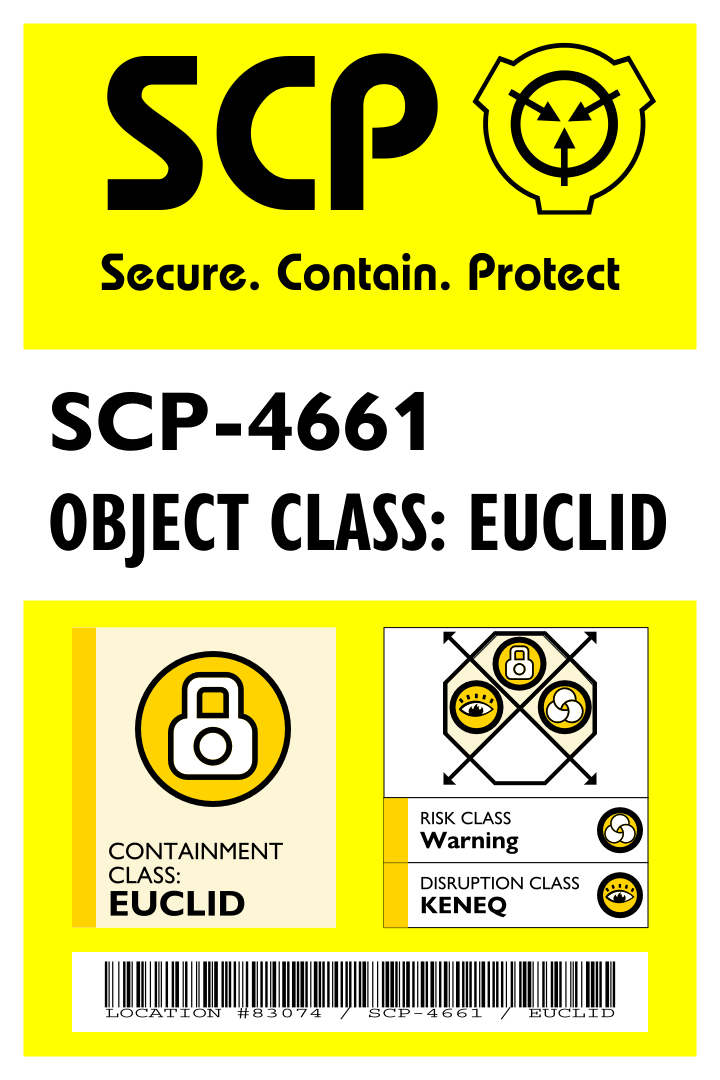 SCP
Secure. Contain. Protect
SCP-4661
OBJECT CLASS: EUCLID
CONTAINMENT
CLASS:
EUCLID
RISK CLASS
Warning
DISRUPTION CLASS
KENEQ
LOCATION #83074 / SCP-4661 / EUCLID